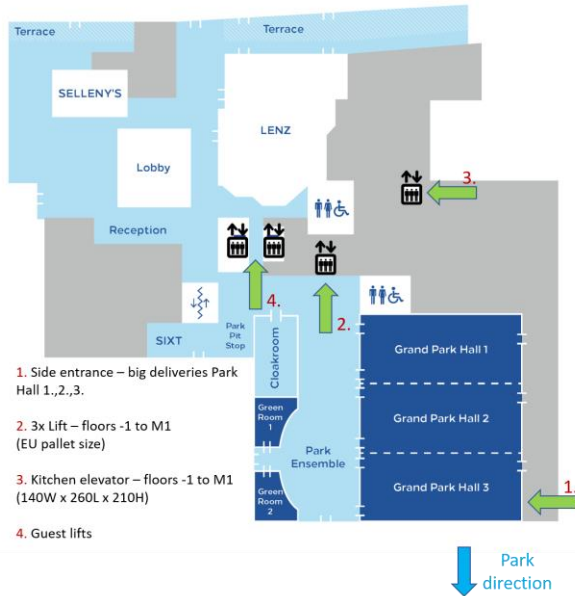 Terrace
Terrace
SELLENY'S
LENZ
Lobby
3.
Reception
4.
2.
SIXT
Park
Pit
Stop
Cloakroom
Grand Park Hall 1
Green
Room
1
Grand Park Hall 2
Park
Ensemble
Green
Room
2
Grand Park Hall 3
1.
1. Side entrance – big deliveries Park
Hall 1.,2.,3.
2. 3x Lift – floors -1 to M1
(EU pallet size)
3. Kitchen elevator – floors -1 to M1
(140W x 260L x 210H)
4. Guest lifts
Park
direction